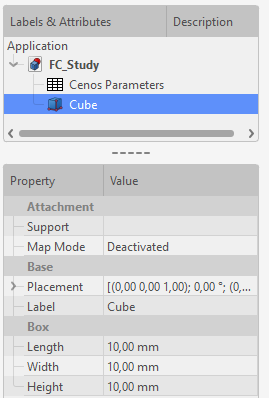 Labels & Attributes Description
Application
FC_Study
Cenos Parameters
Cube
Property Value
Attachment
Support
Map Mode Deactivated
Base
Placement [(0,00 0,00 1,00); 0,00 °; (0,...
Label Cube
Box
Length 10,00 mm
Width 10,00 mm
Height 10,00 mm